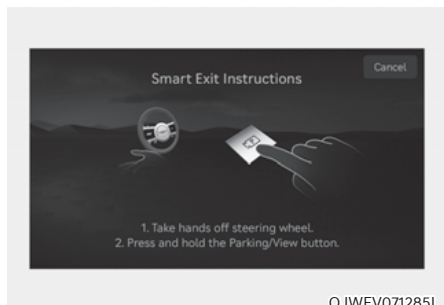 Cancel
Smart Exit Instructions
1. Take hands off steering wheel.
2. Press and hold the Parking/View button.
OJWEV071285L